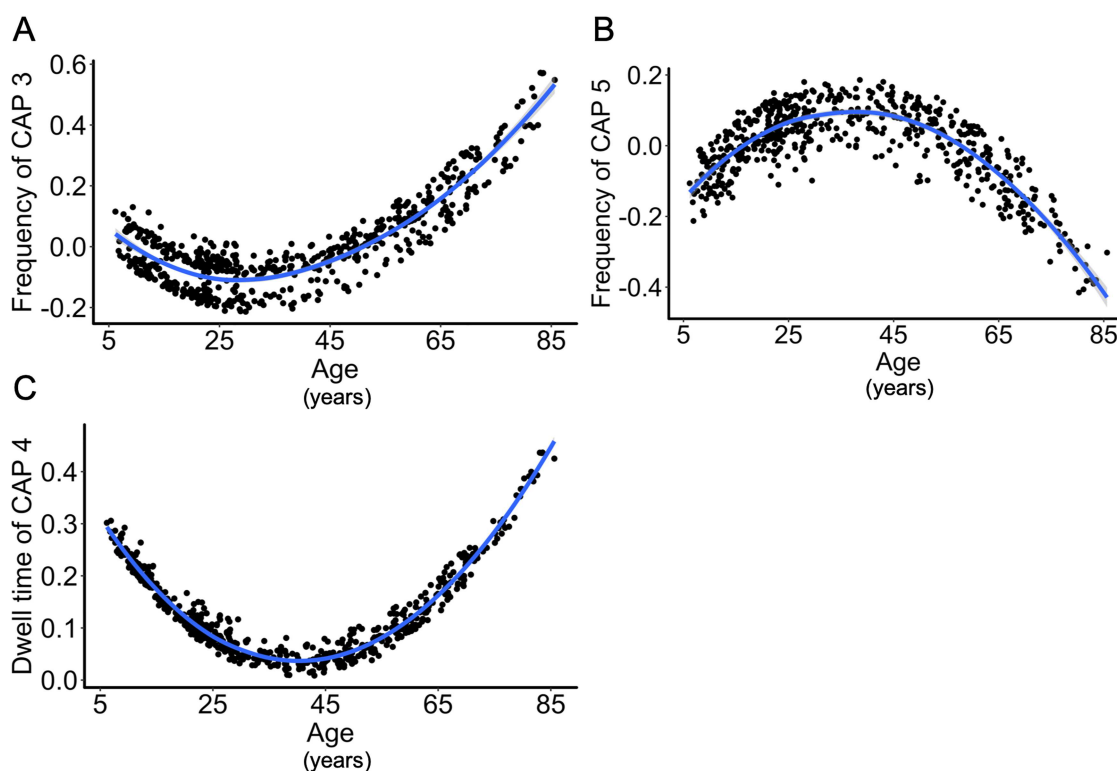 A
Frequency of CAP 3
0.6
0.4
0.2
0.0
-0.2
5 25 45 65 85
Age
(years)
B
Frequency of CAP 5
0.2
0.0
-0.2
-0.4
5 25 45 65 85
Age
(years)
C
Dwell time of CAP 4
0.4
0.3
0.2
0.1
0.0
5 25 45 65 85
Age
(years)